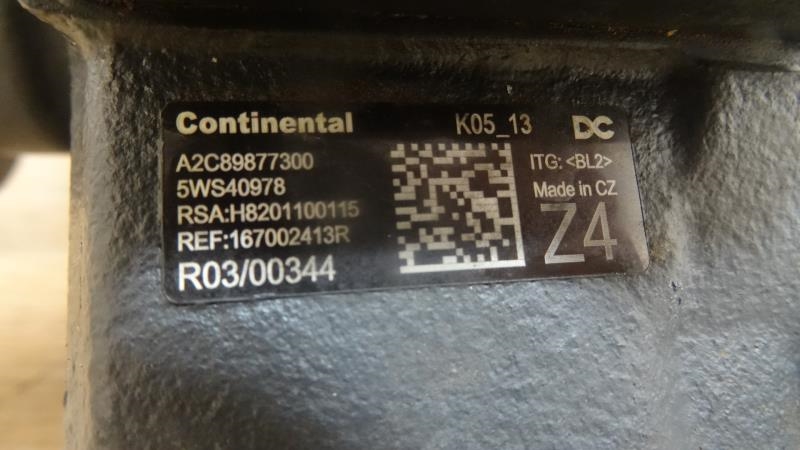 Continental
K05_13 DC
A2C89877300
5WS40978
RSA:H8201100115
REF:167002413R
R03/00344
ITG: <BL2>
Made in CZ
Z4